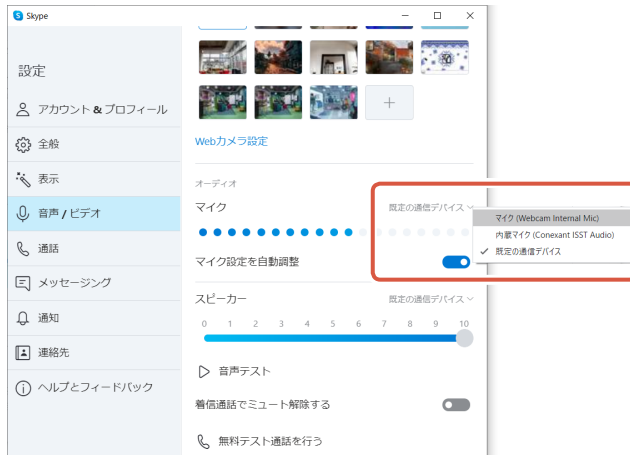 Skype
設定
アカウント & プロフィール
全般
表示
音声 / ビデオ
通話
メッセージング
通知
連絡先
ヘルプとフィードバック
Webカメラ設定
オーディオ
マイク
既定の通信デバイス
マイク (Webcam Internal Mic)
内蔵マイク (Conexant ISST Audio)
既定の通信デバイス
マイク設定を自動調整
スピーカー
既定の通信デバイス
0 1 2 3 4 5 6 7 8 9 10
音声テスト
着信通話でミュート解除する
無料テスト通話を行う